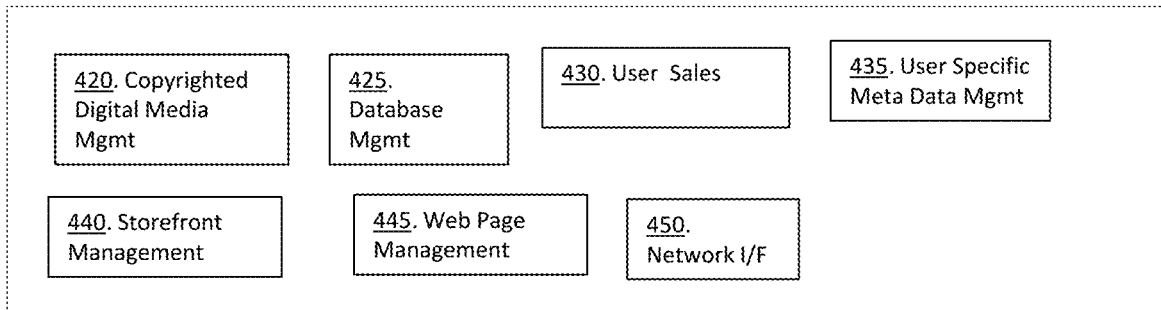 420. Copyrighted
Digital Media
Mgmt
425.
Database
Mgmt
430. User Sales
435. User Specific
Meta Data Mgmt
440. Storefront
Management
445. Web Page
Management
450.
Network I/F